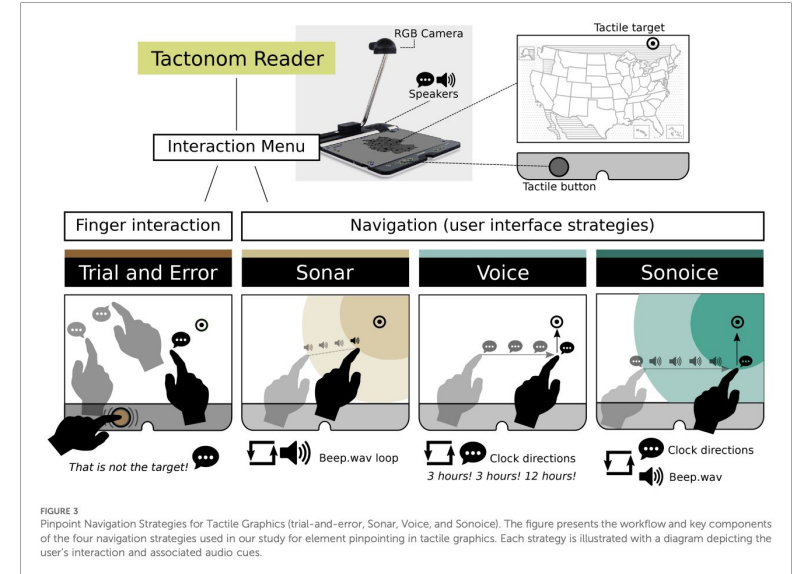 RGB Camera
Tactile target
Tactonom Reader
Speakers
Interaction Menu
Tactile button
Finger interaction
Navigation (user interface strategies)
Trial and Error
Sonar
Voice
Sonoice
That is not the target!
Beep.wav loop
Clock directions
3 hours! 3 hours! 12 hours!
Clock directions
Beep.wav
FIGURE 3
Pinpoint Navigation Strategies for Tactile Graphics (trial-and-error, Sonar, Voice, and Sonoice). The figure presents the workflow and key components
of the four navigation strategies used in our study for element pinpointing in tactile graphics. Each strategy is illustrated with a diagram depicting the
user's interaction and associated audio cues.